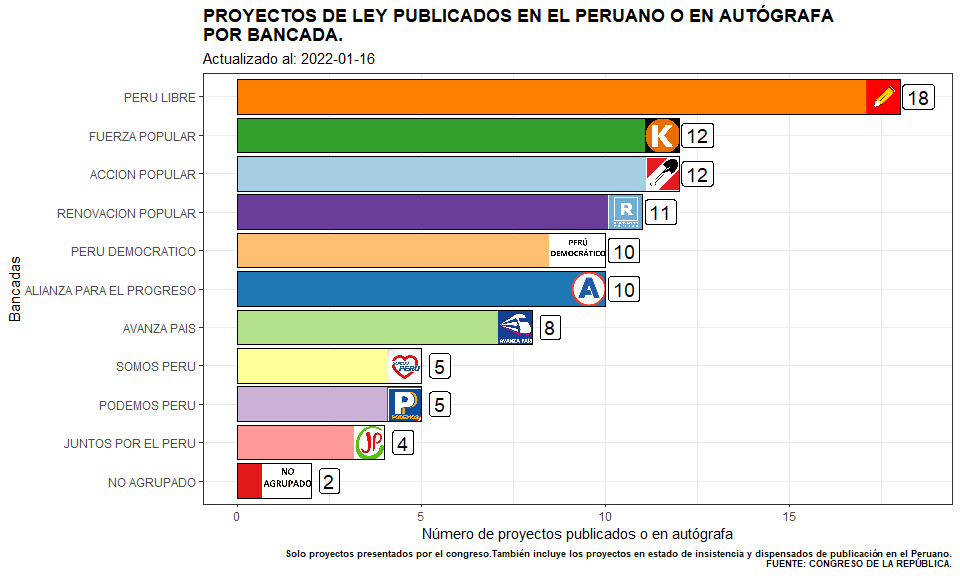 PROYECTOS DE LEY PUBLICADOS EN EL PERUANO O EN AUTÓGRAFA
POR BANCADA.
Actualizado al: 2022-01-16
Bancadas
PERU LIBRE 18
FUERZA POPULAR K 12
ACCION POPULAR 12
RENOVACION POPULAR R 11
PERU DEMOCRATICO PERÚ
DEMOCRÁTICO 10
ALIANZA PARA EL PROGRESO A 10
AVANZA PAIS AVANZA PAÍS 8
SOMOS PERU SOMOS PERÚ 5
PODEMOS PERU P PODEMOS 5
JUNTOS POR EL PERU JP 4
NO AGRUPADO NO
AGRUPADO 2
0 5 10 15
Número de proyectos publicados o en autógrafa
Solo proyectos presentados por el congreso.También incluye los proyectos en estado de insistencia y dispensados de publicación en el Peruano.
FUENTE: CONGRESO DE LA REPÚBLICA.